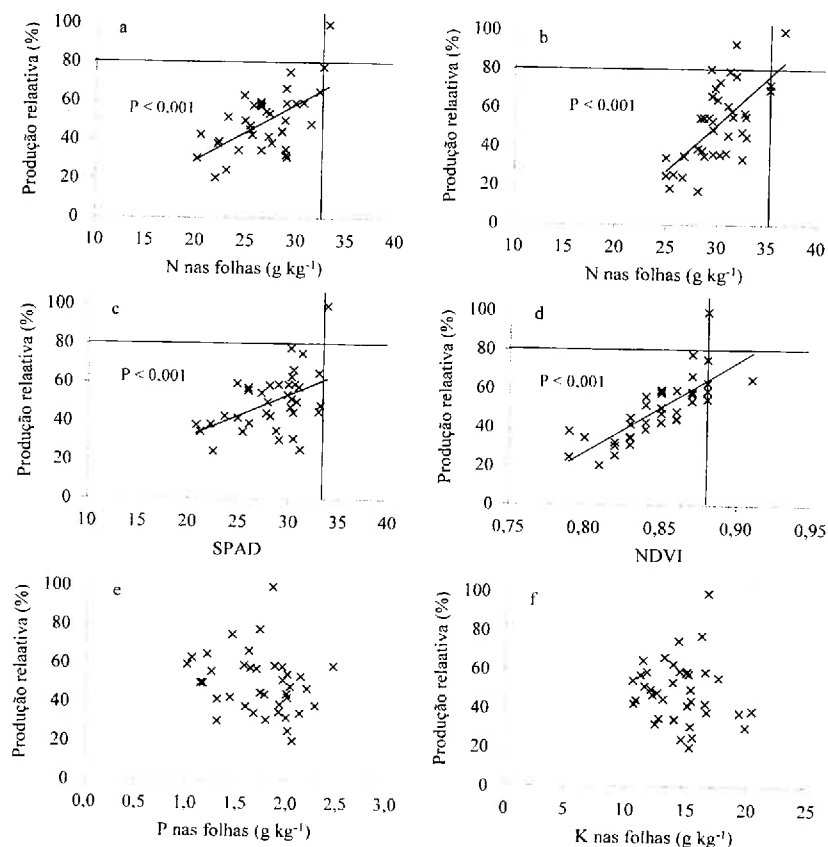 a
Produção relaativa (%)
100
80
60
40
20
0
P < 0.001
10 15 20 25 30 35 40
N nas folhas (g kg⁻¹)
b
Produção relaativa (%)
100
80
60
40
20
0
P < 0.001
10 15 20 25 30 35 40
N nas folhas (g kg⁻¹)
c
Produção relaativa (%)
100
80
60
40
20
0
P < 0.001
10 15 20 25 30 35 40
SPAD
d
Produção relaativa (%)
100
80
60
40
20
0
P < 0.001
0,75 0,80 0,85 0,90 0,95
NDVI
e
Produção relaativa (%)
100
80
60
40
20
0
0,0 0,5 1,0 1,5 2,0 2,5 3,0
P nas folhas (g kg⁻¹)
f
Produção relaativa (%)
100
80
60
40
20
0
0 5 10 15 20 25
K nas folhas (g kg⁻¹)